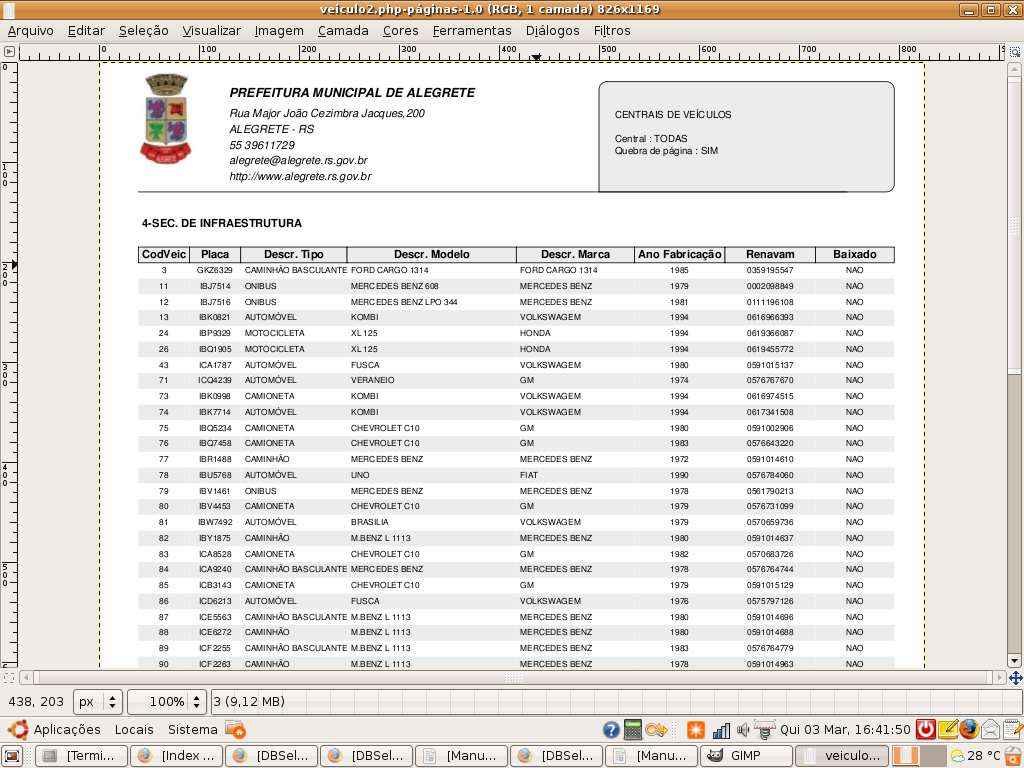 veiculo2.php-páginas-1.0 (RGB, 1 camada) 826x1169
Arquivo Editar Seleção Visualizar Imagem Camada Cores Ferramentas Diálogos Filtros
0 100 200 300 400 500 600 700 800
PREFEITURA MUNICIPAL DE ALEGRETE
Rua Major João Cezimbra Jacques,200
ALEGRETE - RS
55 39611729
alegrete@alegrete.rs.gov.br
http://www.alegrete.rs.gov.br
CENTRAIS DE VEÍCULOS
Central : TODAS
Quebra de página : SIM
4-SEC. DE INFRAESTRUTURA
CodVeic Placa Descr. Tipo Descr. Modelo Descr. Marca Ano Fabricação Renavam Baixado
3 GKZ6329 CAMINHÃO BASCULANTE FORD CARGO 1314 FORD CARGO 1314 1985 0359195547 NAO
11 IBJ7514 ONIBUS MERCEDES BENZ 608 MERCEDES BENZ 1979 0002098849 NAO
12 IBJ7516 ONIBUS MERCEDES BENZ LPO 344 MERCEDES BENZ 1981 0111196108 NAO
13 IBK0821 AUTOMÓVEL KOMBI VOLKSWAGEM 1994 0616966393 NAO
24 IBP9329 MOTOCICLETA XL 125 HONDA 1994 0619366087 NAO
26 IBQ1905 MOTOCICLETA XL 125 HONDA 1994 0619455772 NAO
43 ICA1787 AUTOMÓVEL FUSCA VOLKSWAGEM 1980 0591015137 NAO
71 ICQ4239 AUTOMÓVEL VERANEIO GM 1974 0576767670 NAO
73 IBK0998 CAMIONETA KOMBI VOLKSWAGEM 1994 0616974515 NAO
74 IBK7714 AUTOMÓVEL KOMBI VOLKSWAGEM 1994 0617341508 NAO
75 IBQ5234 CAMIONETA CHEVROLET C10 GM 1980 0591002906 NAO
76 IBQ7458 CAMIONETA CHEVROLET C10 GM 1983 0576643220 NAO
77 IBR1488 CAMINHÃO MERCEDES BENZ MERCEDES BENZ 1972 0591014610 NAO
78 IBU5768 AUTOMÓVEL UNO FIAT 1990 0576784060 NAO
79 IBV1461 ONIBUS MERCEDES BENZ MERCEDES BENZ 1978 0561790213 NAO
80 IBV4453 CAMIONETA CHEVROLET C10 GM 1979 0576731099 NAO
81 IBW7492 AUTOMÓVEL BRASILIA VOLKSWAGEM 1979 0570659736 NAO
82 IBY1875 CAMINHÃO M.BENZ L 1113 MERCEDES BENZ 1980 0591014637 NAO
83 ICA8528 CAMIONETA CHEVROLET C10 GM 1982 0570683726 NAO
84 ICA9240 CAMINHÃO BASCULANTE MERCEDES BENZ MERCEDES BENZ 1978 0576764744 NAO
85 ICB3143 CAMIONETA CHEVROLET C10 GM 1979 0591015129 NAO
86 ICD6213 AUTOMÓVEL FUSCA VOLKSWAGEM 1976 0575797126 NAO
87 ICE5563 CAMINHÃO BASCULANTE M.BENZ L 1113 MERCEDES BENZ 1980 0591014696 NAO
88 ICE6272 CAMINHÃO M.BENZ L 1113 MERCEDES BENZ 1980 0591014688 NAO
89 ICF2255 CAMINHÃO BASCULANTE M.BENZ L 1113 MERCEDES BENZ 1983 0576764779 NAO
90 ICF2263 CAMINHÃO M.BENZ L 1113 MERCEDES BENZ 1978 0591014963 NAO
438, 203 px 100% 3 (9,12 MB)
Aplicações Locais Sistema Qui 03 Mar, 16:41:50
[Termi... [Index ... [DBSel... [DBSel... [Manu... [DBSel... [Manu... GIMP veiculo... 28 °C